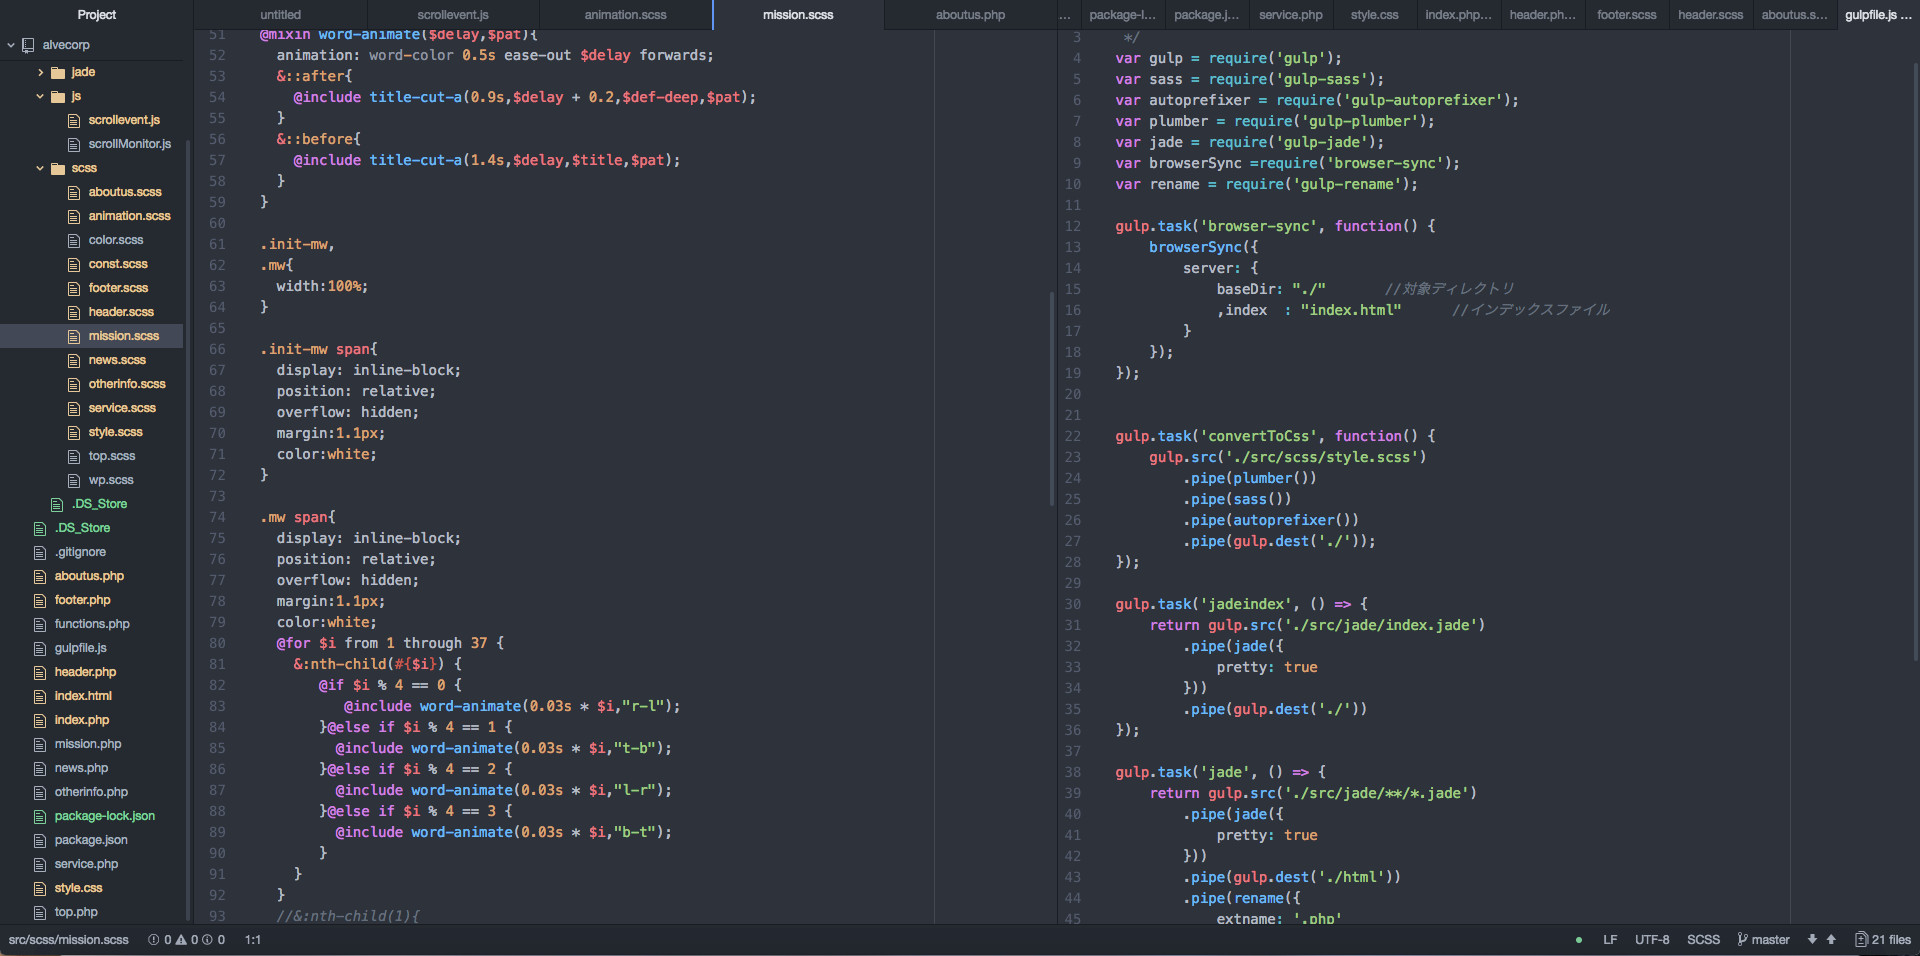 Project
alvecorp
jade
js
scrollevent.js
scrollMonitor.js
scss
aboutus.scss
animation.scss
color.scss
const.scss
footer.scss
header.scss
mission.scss
news.scss
otherinfo.scss
service.scss
style.scss
top.scss
wp.scss
.DS_Store
.DS_Store
.gitignore
aboutus.php
footer.php
functions.php
gulpfile.js
header.php
index.html
index.php
mission.php
news.php
otherinfo.php
package-lock.json
package.json
service.php
style.css
top.php
untitled scrollevent.js animation.scss mission.scss aboutus.php ...
51 @mixin word-animate($delay,$pat){
52 animation: word-color 0.5s ease-out $delay forwards;
53 &::after{
54 @include title-cut-a(0.9s,$delay + 0.2,$def-deep,$pat);
55 }
56 &::before{
57 @include title-cut-a(1.4s,$delay,$title,$pat);
58 }
59 }
60
61 .init-mw,
62 .mw{
63 width:100%;
64 }
65
66 .init-mw span{
67 display: inline-block;
68 position: relative;
69 overflow: hidden;
70 margin:1.1px;
71 color:white;
72 }
73
74 .mw span{
75 display: inline-block;
76 position: relative;
77 overflow: hidden;
78 margin:1.1px;
79 color:white;
80 @for $i from 1 through 37 {
81 &:nth-child(#{$i}) {
82 @if $i % 4 == 0 {
83 @include word-animate(0.03s * $i,"r-l");
84 }@else if $i % 4 == 1 {
85 @include word-animate(0.03s * $i,"t-b");
86 }@else if $i % 4 == 2 {
87 @include word-animate(0.03s * $i,"l-r");
88 }@else if $i % 4 == 3 {
89 @include word-animate(0.03s * $i,"b-t");
90 }
91 }
92 }
93 //&:nth-child(1){
package-l... package.j... service.php style.css index.php... header.ph... footer.scss header.scss aboutus.s... gulpfile.js ...
3 */
4 var gulp = require('gulp');
5 var sass = require('gulp-sass');
6 var autoprefixer = require('gulp-autoprefixer');
7 var plumber = require('gulp-plumber');
8 var jade = require('gulp-jade');
9 var browserSync =require('browser-sync');
10 var rename = require('gulp-rename');
11
12 gulp.task('browser-sync', function() {
13 browserSync({
14 server: {
15 baseDir: "./" //対象ディレクトリ
16 ,index : "index.html" //インデックスファイル
17 }
18 });
19 });
20
21
22 gulp.task('convertToCss', function() {
23 gulp.src('./src/scss/style.scss')
24 .pipe(plumber())
25 .pipe(sass())
26 .pipe(autoprefixer())
27 .pipe(gulp.dest('./'));
28 });
29
30 gulp.task('jadeindex', () => {
31 return gulp.src('./src/jade/index.jade')
32 .pipe(jade({
33 pretty: true
34 }))
35 .pipe(gulp.dest('./'))
36 });
37
38 gulp.task('jade', () => {
39 return gulp.src('./src/jade/**/*.jade')
40 .pipe(jade({
41 pretty: true
42 }))
43 .pipe(gulp.dest('./html'))
44 .pipe(rename({
45 extname: '.php'
src/scss/mission.scss 0 0 0 1:1 LF UTF-8 SCSS master 21 files